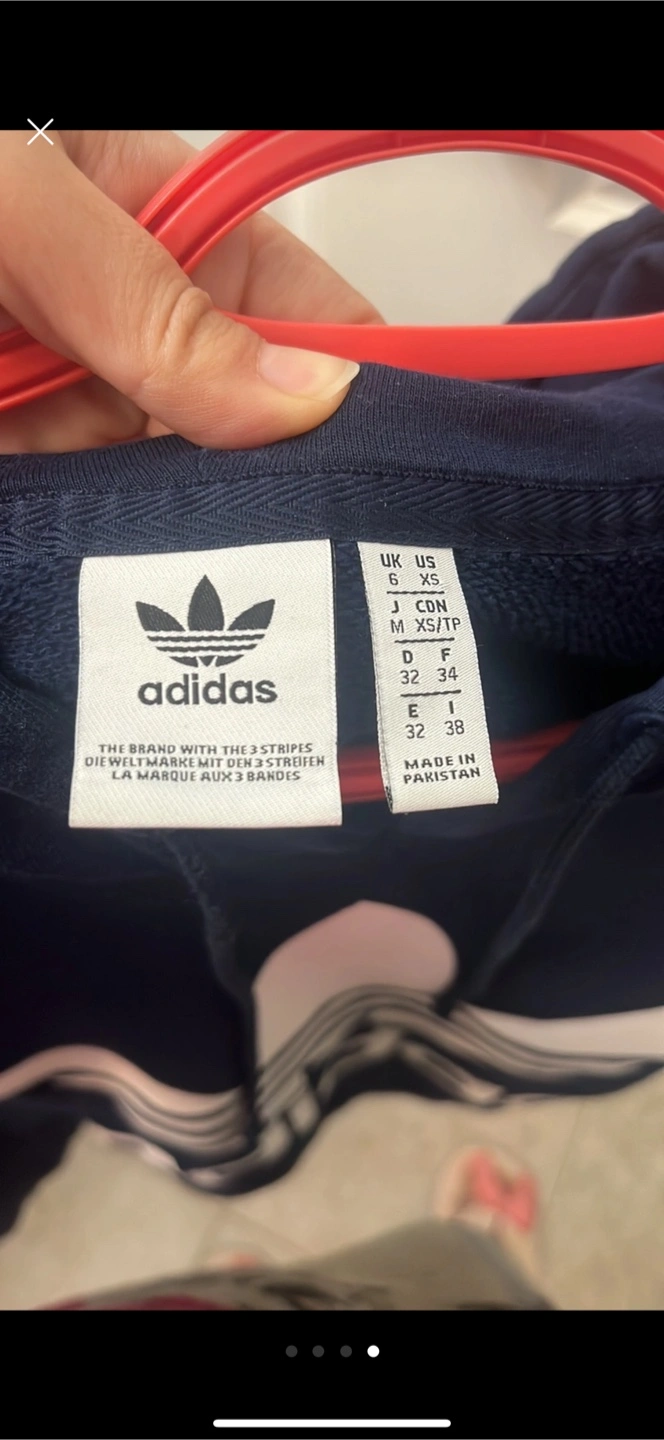 adidas
THE BRAND WITH THE 3 STRIPES
DIE WELTMARKE MIT DEN 3 STREIFEN
LA MARQUE AUX 3 BANDES
UK US
6 XS
J CDN
M XS/TP
D F
32 34
E I
32 38
MADE IN
PAKISTAN